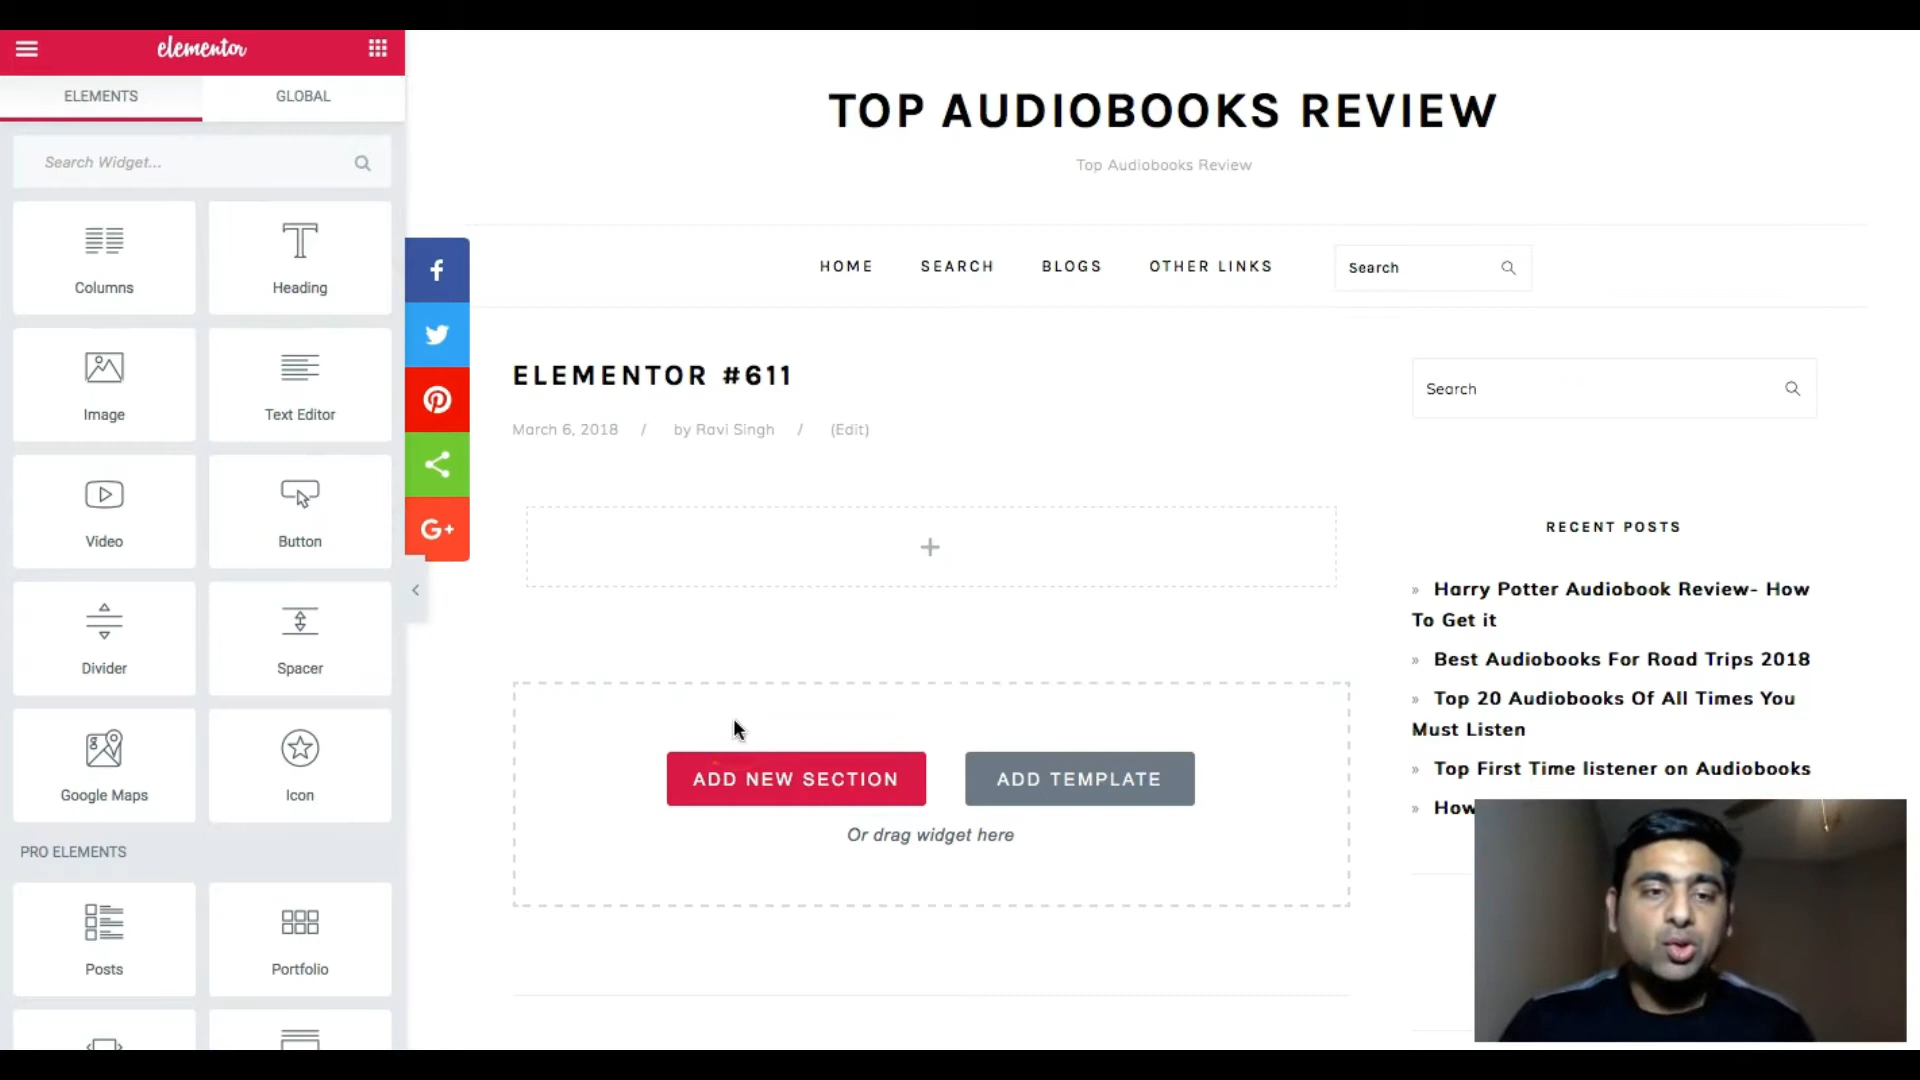 elementor
ELEMENTS
GLOBAL
Search Widget...
Columns
Heading
Image
Text Editor
Video
Button
Divider
Spacer
Google Maps
Icon
PRO ELEMENTS
Posts
Portfolio
G+
TOP AUDIOBOOKS REVIEW
Top Audiobooks Review
HOME
SEARCH
BLOGS
OTHER LINKS
Search
ELEMENTOR #611
March 6, 2018 / by Ravi Singh / (Edit)
ADD NEW SECTION
ADD TEMPLATE
Or drag widget here
Search
RECENT POSTS
» Harry Potter Audiobook Review- How
To Get it
» Best Audiobooks For Road Trips 2018
» Top 20 Audiobooks Of All Times You
Must Listen
» Top First Time listener on Audiobooks
» How